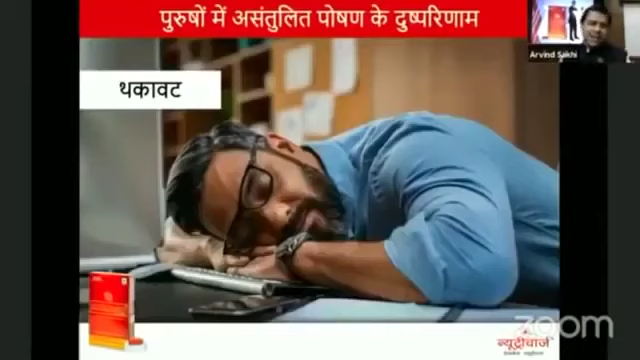 पुरुषों में असंतुलित पोषण के दुष्परिणाम
Arvind Sakhi
थकावट
न्यूट्रीचार्ज
zoom